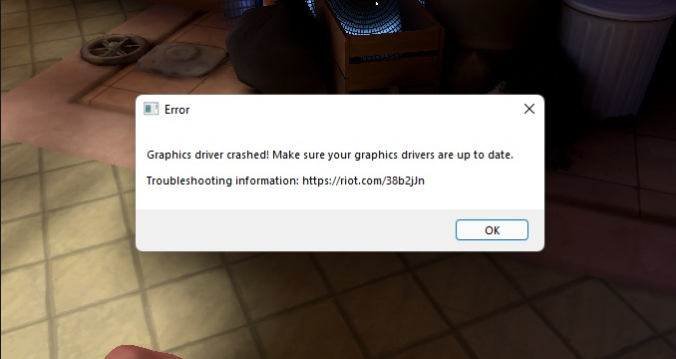 Error
Graphics driver crashed! Make sure your graphics drivers are up to date.
Troubleshooting information: https://riot.com/38b2jJn
OK